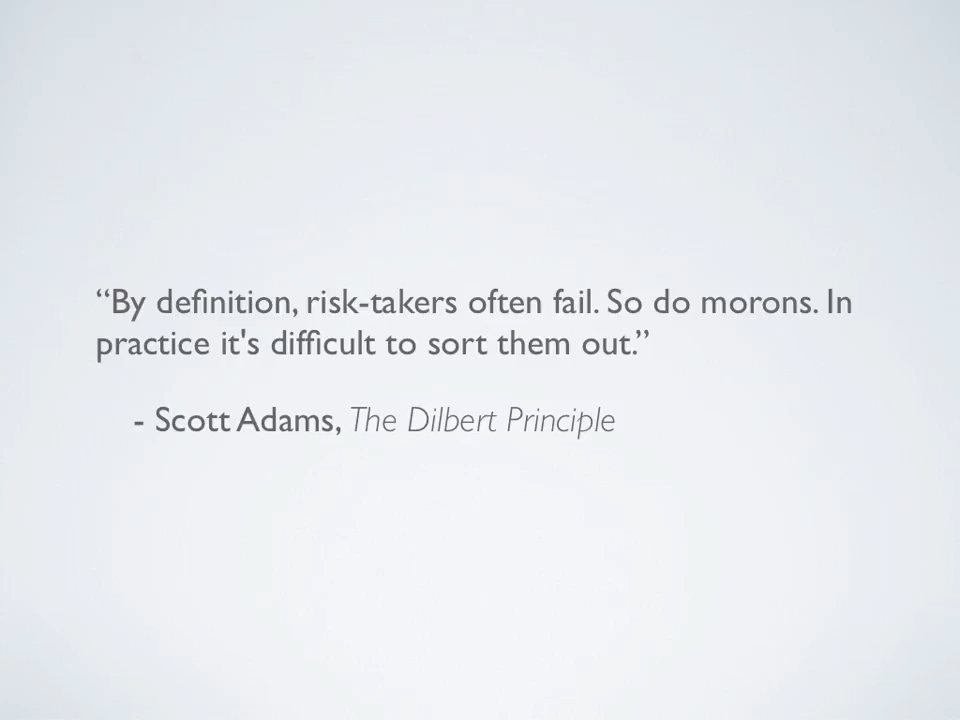 “By definition, risk-takers often fail. So do morons. In
practice it's difficult to sort them out.”
- Scott Adams, The Dilbert Principle